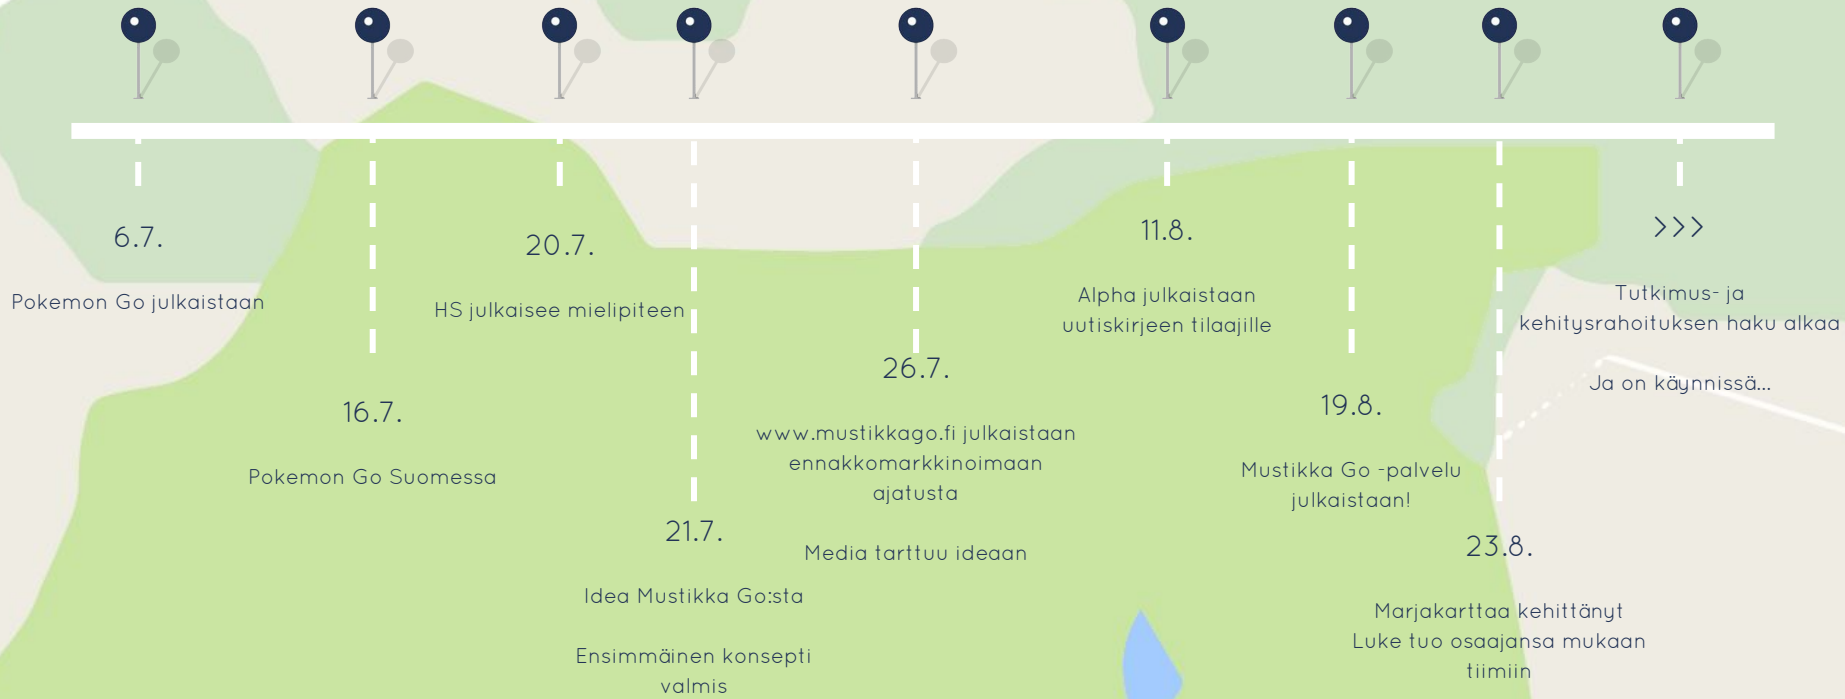 6.7.
Pokemon Go julkaistaan
16.7.
Pokemon Go Suomessa
20.7.
HS julkaisee mielipiteen
21.7.
Idea Mustikka Go:sta
Ensimmäinen konsepti
valmis
26.7.
www.mustikkago.fi julkaistaan
ennakkomarkkinoimaan
ajatusta
Media tarttuu ideaan
11.8.
Alpha julkaistaan
uutiskirjeen tilaajille
19.8.
Mustikka Go -palvelu
julkaistaan!
23.8.
Marjakarttaa kehittänyt
Luke tuo osaajansa mukaan
tiimiin
>>>
Tutkimus- ja
kehitysrahoituksen haku alkaa
Ja on käynnissä...